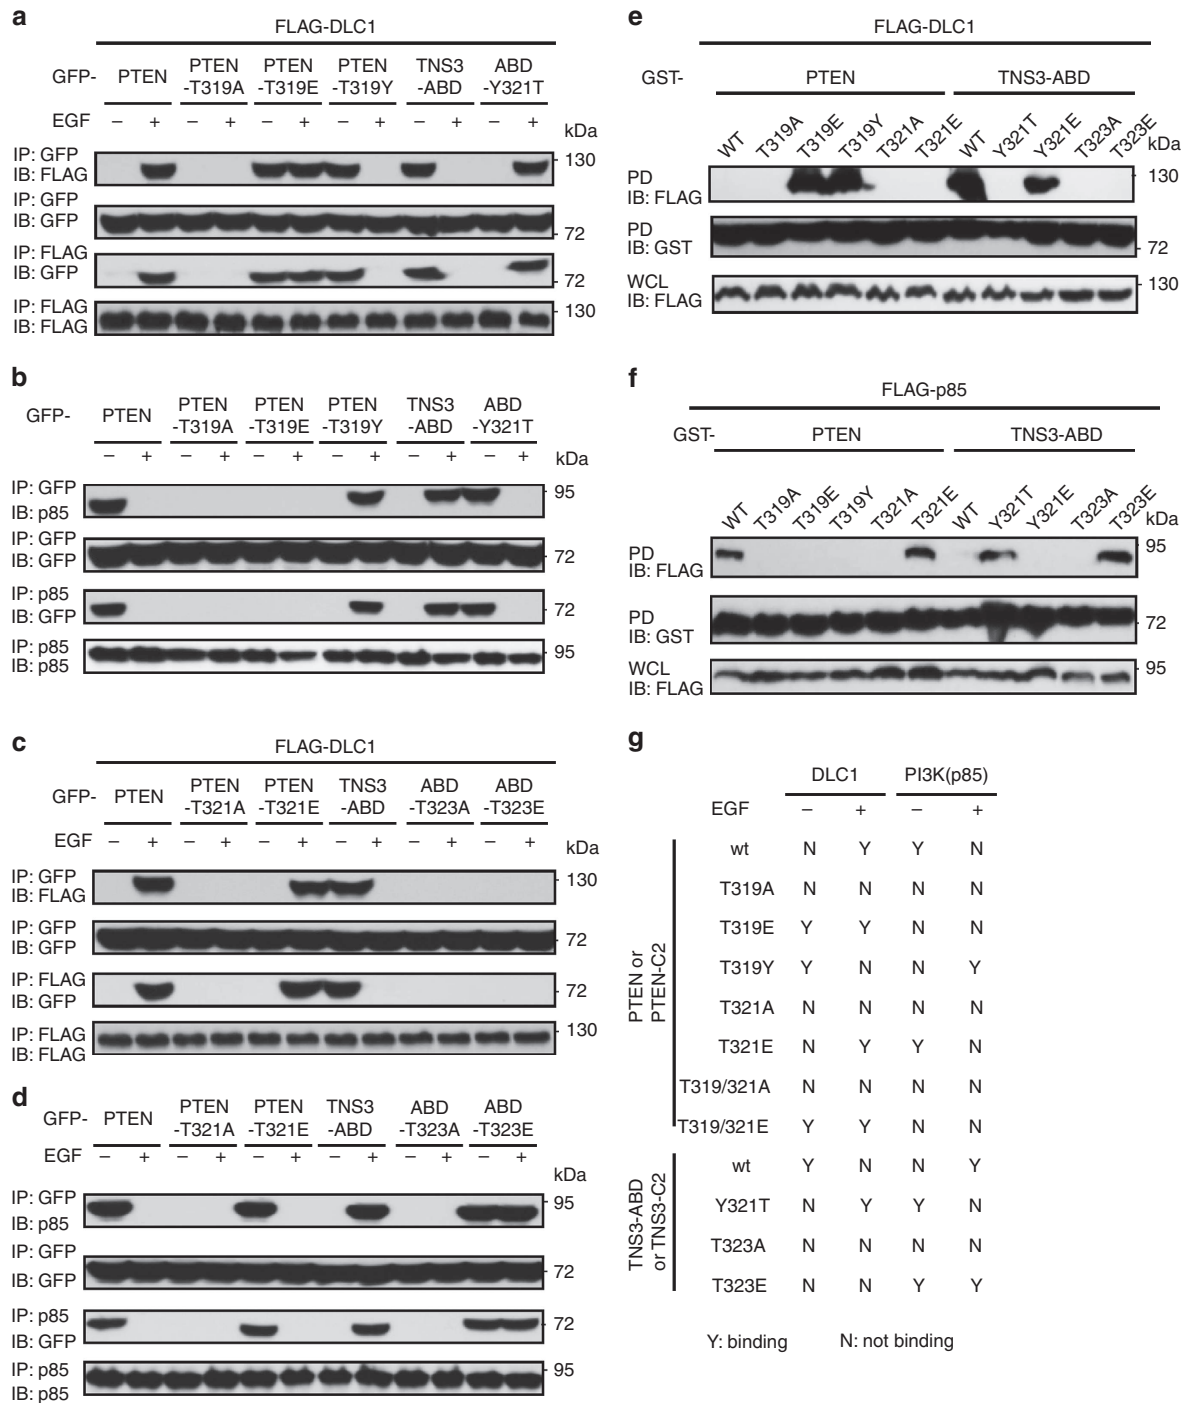 a
FLAG-DLC1
GFP- PTEN PTEN -T319A PTEN -T319E PTEN -T319Y TNS3 -ABD ABD -Y321T
EGF – + – + – + – + – + – +
kDa
IP: GFP
IB: FLAG
130
IP: GFP
IB: GFP
72
IP: FLAG
IB: GFP
72
IP: FLAG
IB: FLAG
130
b
GFP- PTEN PTEN -T319A PTEN -T319E PTEN -T319Y TNS3 -ABD ABD -Y321T
– + – + – + – + – + – +
kDa
IP: GFP
IB: p85
95
IP: GFP
IB: GFP
72
IP: p85
IB: GFP
72
IP: p85
IB: p85
95
c
FLAG-DLC1
GFP- PTEN PTEN -T321A PTEN -T321E TNS3 -ABD ABD -T323A ABD -T323E
EGF – + – + – + – + – + – +
kDa
IP: GFP
IB: FLAG
130
IP: GFP
IB: GFP
72
IP: FLAG
IB: GFP
72
IP: FLAG
IB: FLAG
130
d
GFP- PTEN PTEN -T321A PTEN -T321E TNS3 -ABD ABD -T323A ABD -T323E
EGF – + – + – + – + – + – +
kDa
IP: GFP
IB: p85
95
IP: GFP
IB: GFP
72
IP: p85
IB: GFP
72
IP: p85
IB: p85
95
e
FLAG-DLC1
GST- PTEN TNS3-ABD
WT T319A T319E T319Y T321A T321E WT Y321T Y321E T323A T323E
kDa
PD
IB: FLAG
130
PD
IB: GST
72
WCL
IB: FLAG
130
f
FLAG-p85
GST- PTEN TNS3-ABD
WT T319A T319E T319Y T321A T321E WT Y321T Y321E T323A T323E
kDa
PD
IB: FLAG
95
PD
IB: GST
72
WCL
IB: FLAG
95
g
DLC1 PI3K(p85)
EGF – + – +
PTEN or
PTEN-C2
wt N Y Y N
T319A N N N N
T319E Y Y N N
T319Y Y N N Y
T321A N N N N
T321E N Y Y N
T319/321A N N N N
T319/321E Y Y N N
TNS3-ABD
or TNS3-C2
wt Y N N Y
Y321T N Y Y N
T323A N N N N
T323E N N Y Y
Y: binding N: not binding